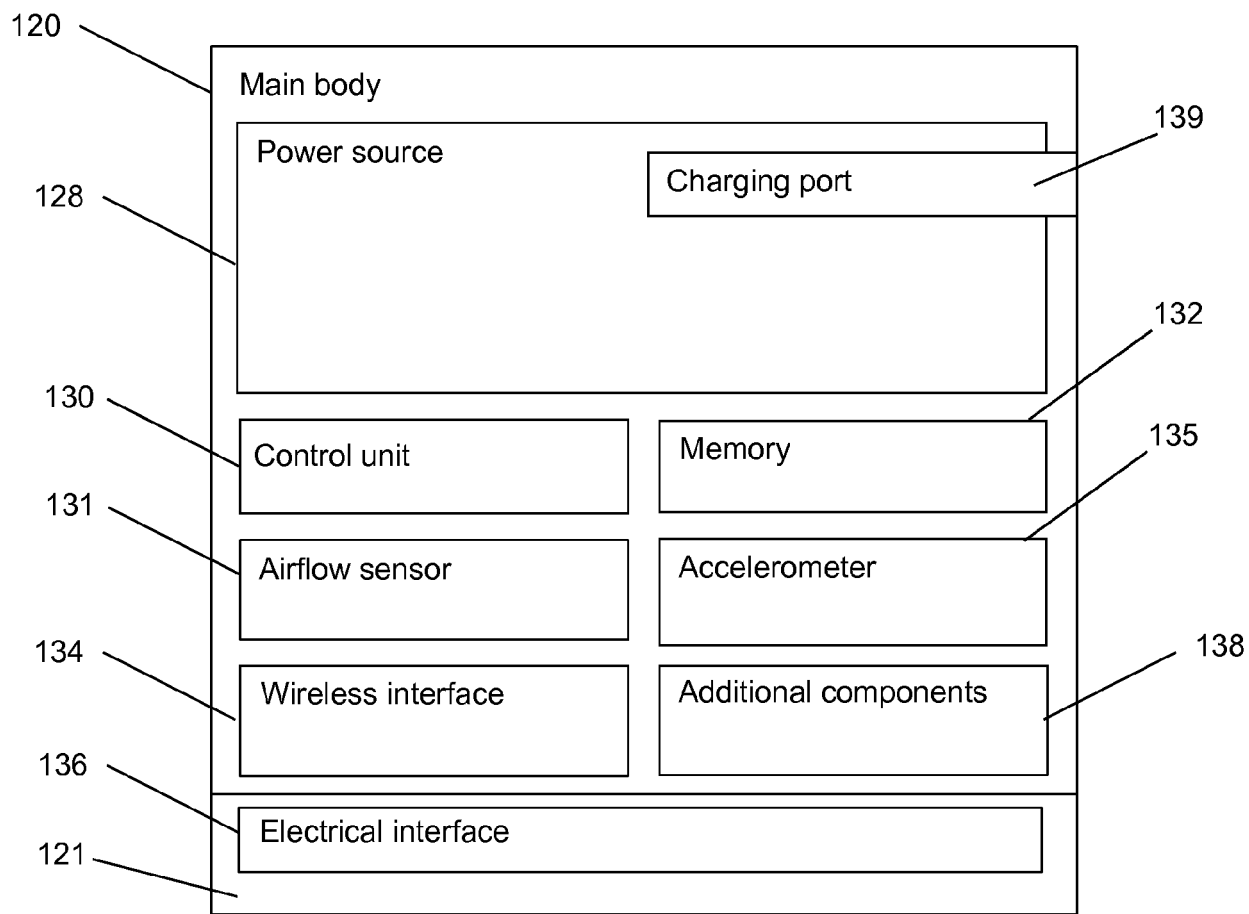 120
Main body
139
Power source
Charging port
128
132
130
Control unit
Memory
135
131
Airflow sensor
Accelerometer
134
138
Wireless interface
Additional components
136
Electrical interface
121